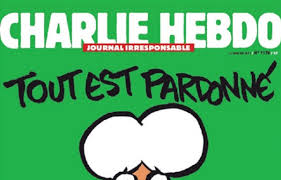 CHARLIE HEBDO
JOURNAL IRRESPONSABLE
TOUT EST PARDONNÉ